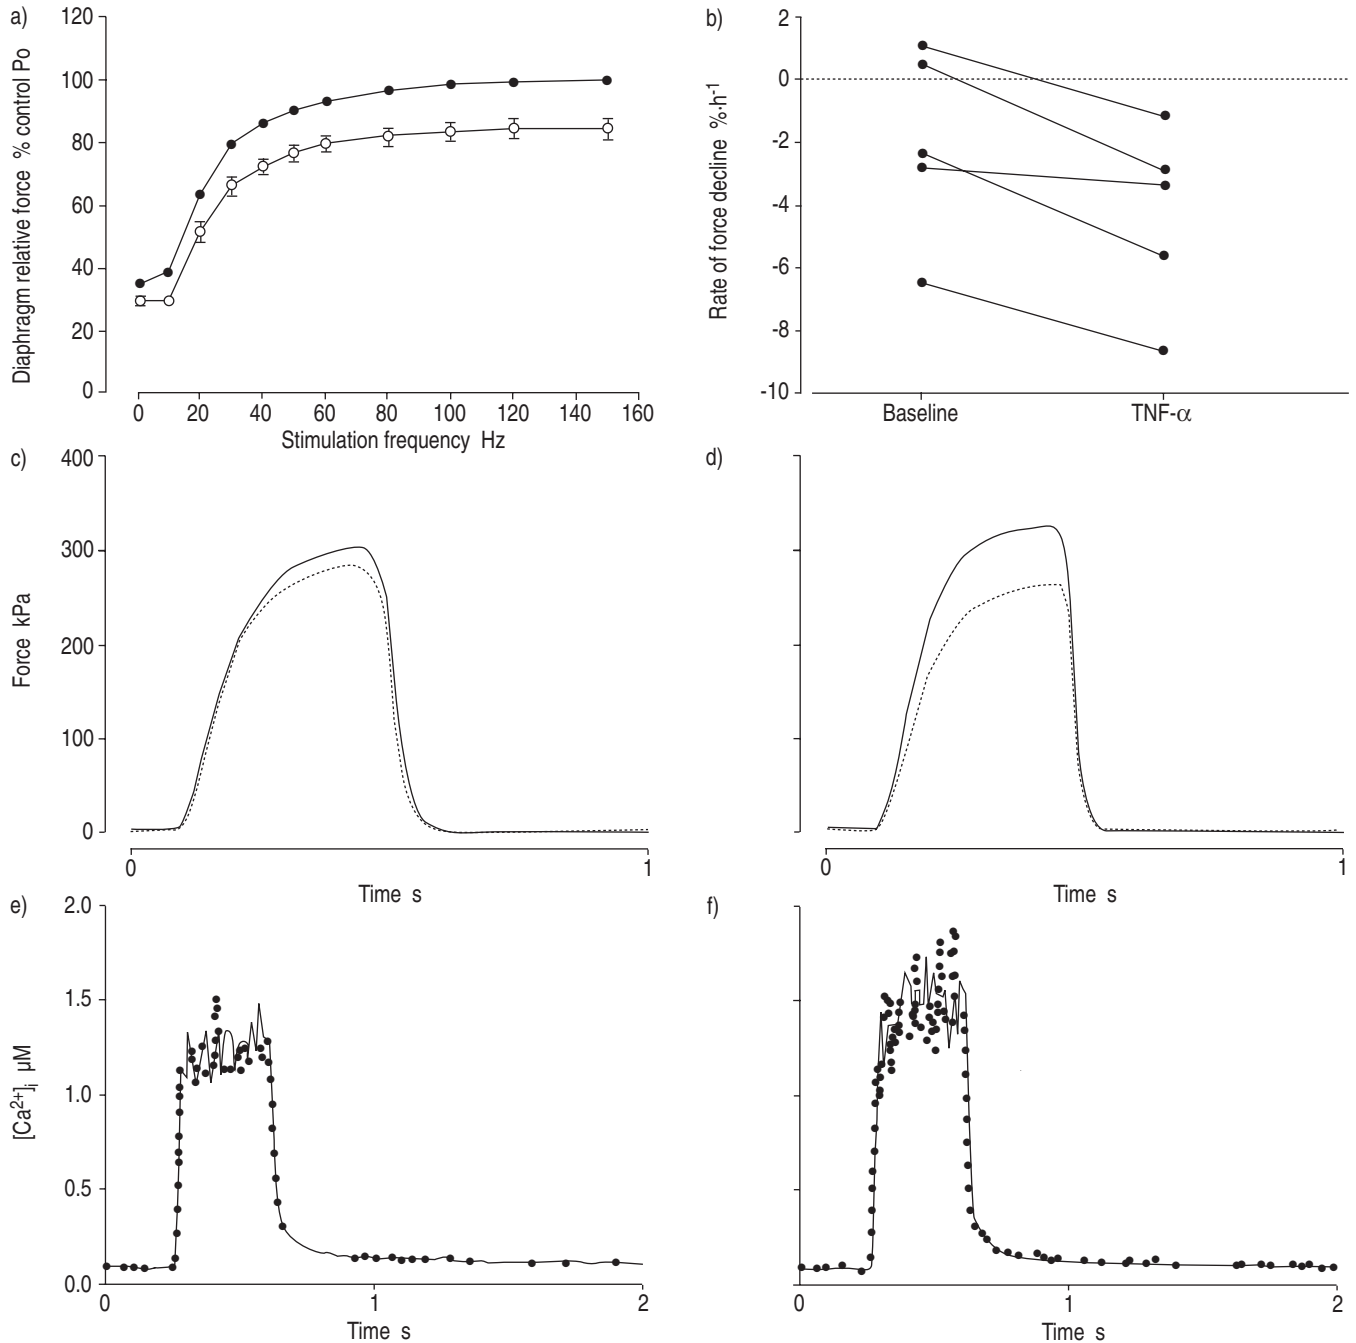 a)
120
100
80
60
40
20
0
Diaphragm relative force % control Po
0 20 40 60 80 100 120 140 160
Stimulation frequency Hz
b)
2
0
-2
-4
-6
-8
-10
Rate of force decline %·h⁻¹
Baseline TNF-α
c)
400
300
200
100
0
Force kPa
0 1
Time s
d)
0 1
Time s
e)
2.0
1.5
1.0
0.5
0.0
[Ca²⁺]i µM
0 1 2
Time s
f)
0 1 2
Time s